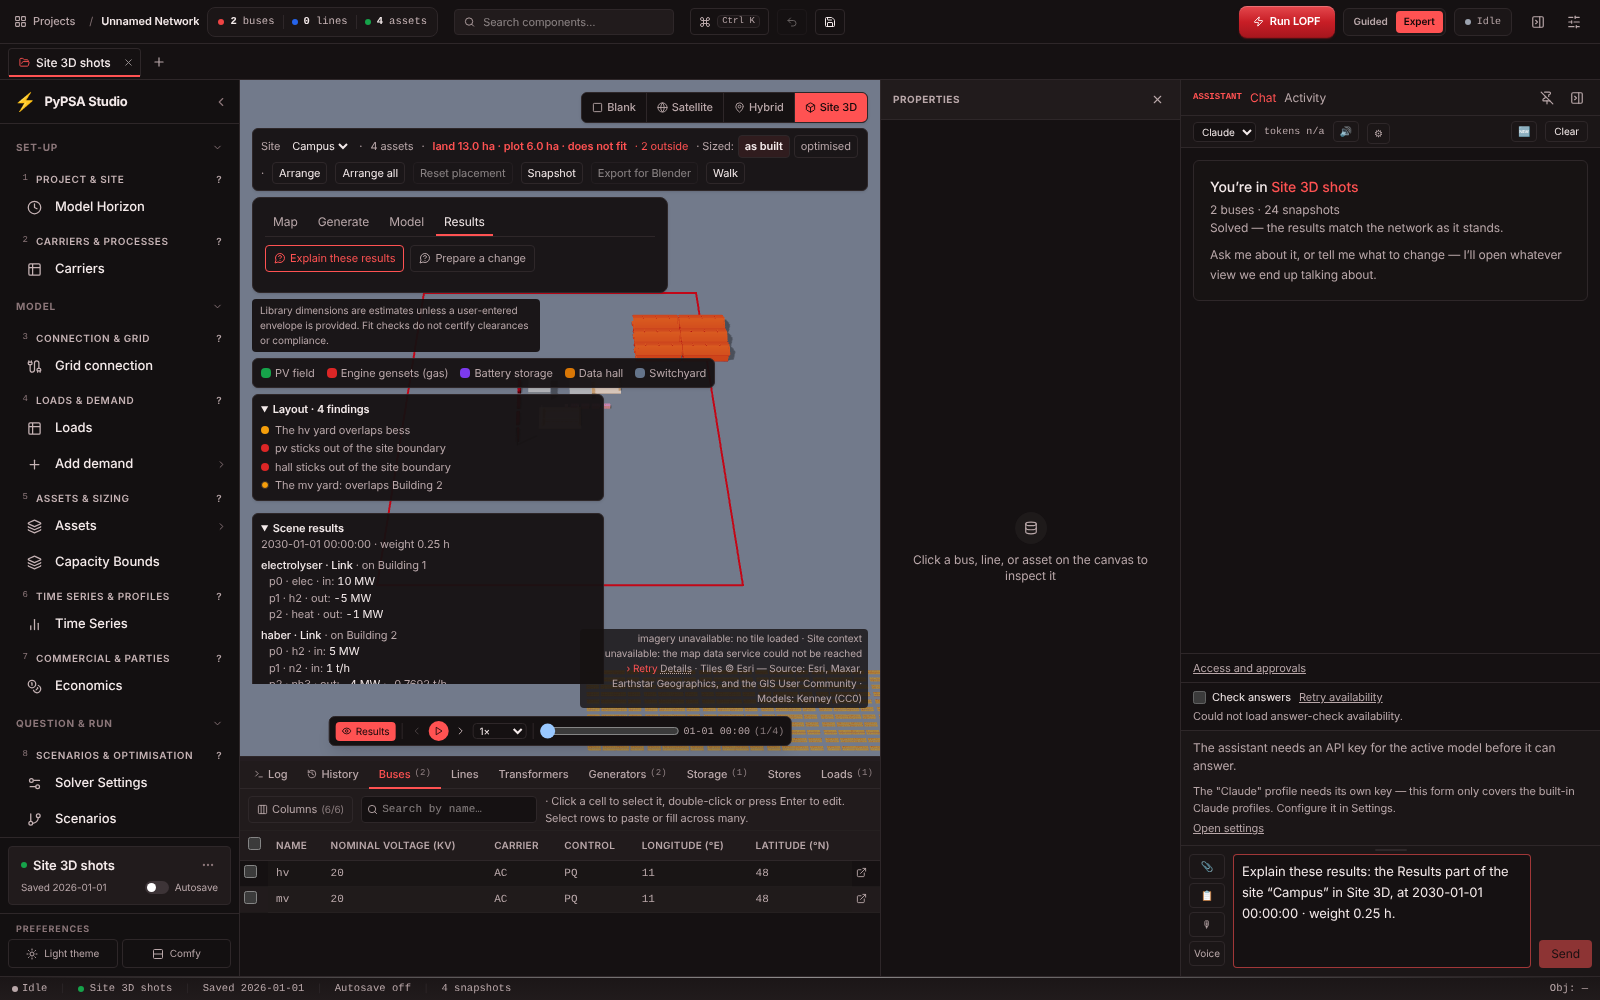 Projects / Unnamed Network
2 buses 0 lines 4 assets
Search components...
Ctrl K
Run LOPF
Guided Expert
Idle
Site 3D shots
PyPSA Studio
SET-UP
1 PROJECT & SITE ?
Model Horizon
2 CARRIERS & PROCESSES ?
Carriers
MODEL
3 CONNECTION & GRID ?
Grid connection
4 LOADS & DEMAND ?
Loads
Add demand
5 ASSETS & SIZING ?
Assets
Capacity Bounds
6 TIME SERIES & PROFILES ?
Time Series
7 COMMERCIAL & PARTIES ?
Economics
QUESTION & RUN
8 SCENARIOS & OPTIMISATION ?
Solver Settings
Scenarios
Site 3D shots
Saved 2026-01-01 Autosave
PREFERENCES
Light theme Comfy
Blank Satellite Hybrid Site 3D
Site Campus · 4 assets · land 13.0 ha · plot 6.0 ha · does not fit · 2 outside · Sized: as built optimised
· Arrange Arrange all Reset placement Snapshot Export for Blender Walk
Map Generate Model Results
Explain these results Prepare a change
Library dimensions are estimates unless a user-entered
envelope is provided. Fit checks do not certify clearances
or compliance.
PV field Engine gensets (gas) Battery storage Data hall Switchyard
Layout · 4 findings
The hv yard overlaps bess
pv sticks out of the site boundary
hall sticks out of the site boundary
The mv yard: overlaps Building 2
Scene results
2030-01-01 00:00:00 · weight 0.25 h
electrolyser · Link · on Building 1
p0 · elec · in: 10 MW
p1 · h2 · out: -5 MW
p2 · heat · out: -1 MW
haber · Link · on Building 2
p0 · h2 · in: 5 MW
p1 · n2 · in: 1 t/h
imagery unavailable: no tile loaded · Site context
unavailable: the map data service could not be reached
› Retry Details · Tiles © Esri — Source: Esri, Maxar,
Earthstar Geographics, and the GIS User Community ·
Models: Kenney (CC0)
Results 1× 01-01 00:00 (1/4)
Log History Buses (2) Lines Transformers Generators (2) Storage (1) Stores Loads (1)
Columns (6/6) Search by name… · Click a cell to select it, double-click or press Enter to edit.
Select rows to paste or fill across many.
NAME NOMINAL VOLTAGE (KV) CARRIER CONTROL LONGITUDE (°E) LATITUDE (°N)
hv 20 AC PQ 11 48
mv 20 AC PQ 11 48
PROPERTIES
Click a bus, line, or asset on the canvas to
inspect it
ASSISTANT Chat Activity
Claude tokens n/a Clear
You're in Site 3D shots
2 buses · 24 snapshots
Solved — the results match the network as it stands.
Ask me about it, or tell me what to change — I'll open whatever
view we end up talking about.
Access and approvals
Check answers Retry availability
Could not load answer-check availability.
The assistant needs an API key for the active model before it can
answer.
The "Claude" profile needs its own key — this form only covers the built-in
Claude profiles. Configure it in Settings.
Open settings
Explain these results: the Results part of the
site “Campus” in Site 3D, at 2030-01-01
00:00:00 · weight 0.25 h.
Voice
Send
Idle Site 3D shots Saved 2026-01-01 Autosave off 4 snapshots Obj: —